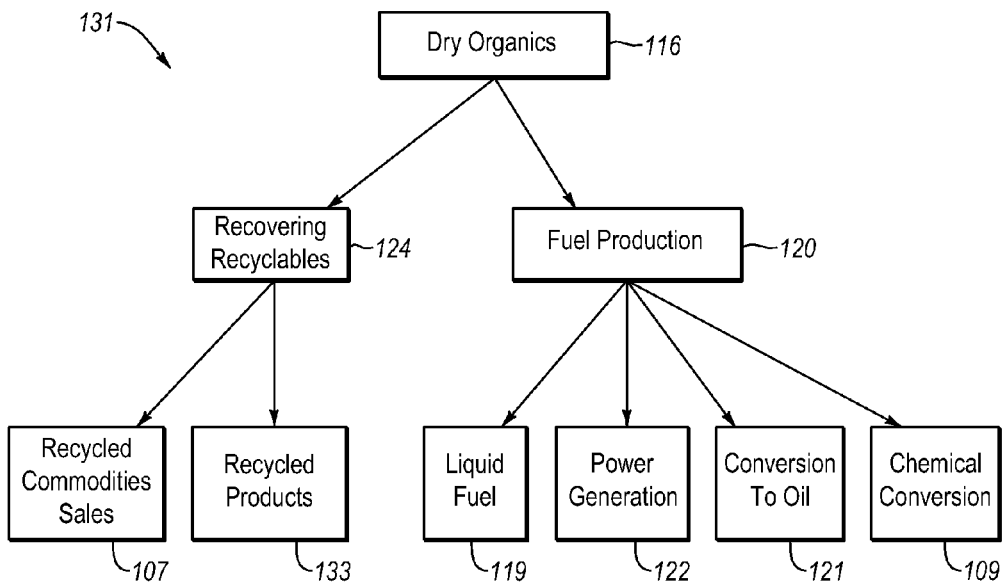 131
Dry Organics
116
Recovering
Recyclables
124
Fuel Production
120
Recycled
Commodities
Sales
Recycled
Products
Liquid
Fuel
Power
Generation
Conversion
To Oil
Chemical
Conversion
107
133
119
122
121
109